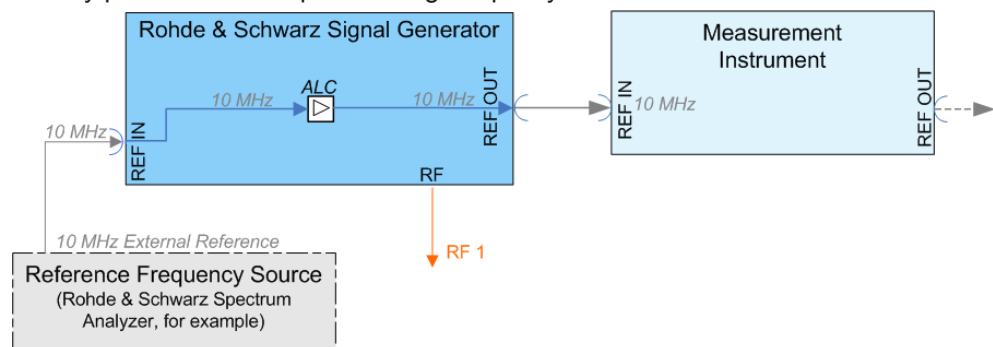 Rohde & Schwarz Signal Generator
ALC
10 MHz
10 MHz
REF IN
REF OUT
RF
RF 1
10 MHz
10 MHz External Reference
Reference Frequency Source
(Rohde & Schwarz Spectrum
Analyzer, for example)
Measurement
Instrument
REF IN
10 MHz
REF OUT